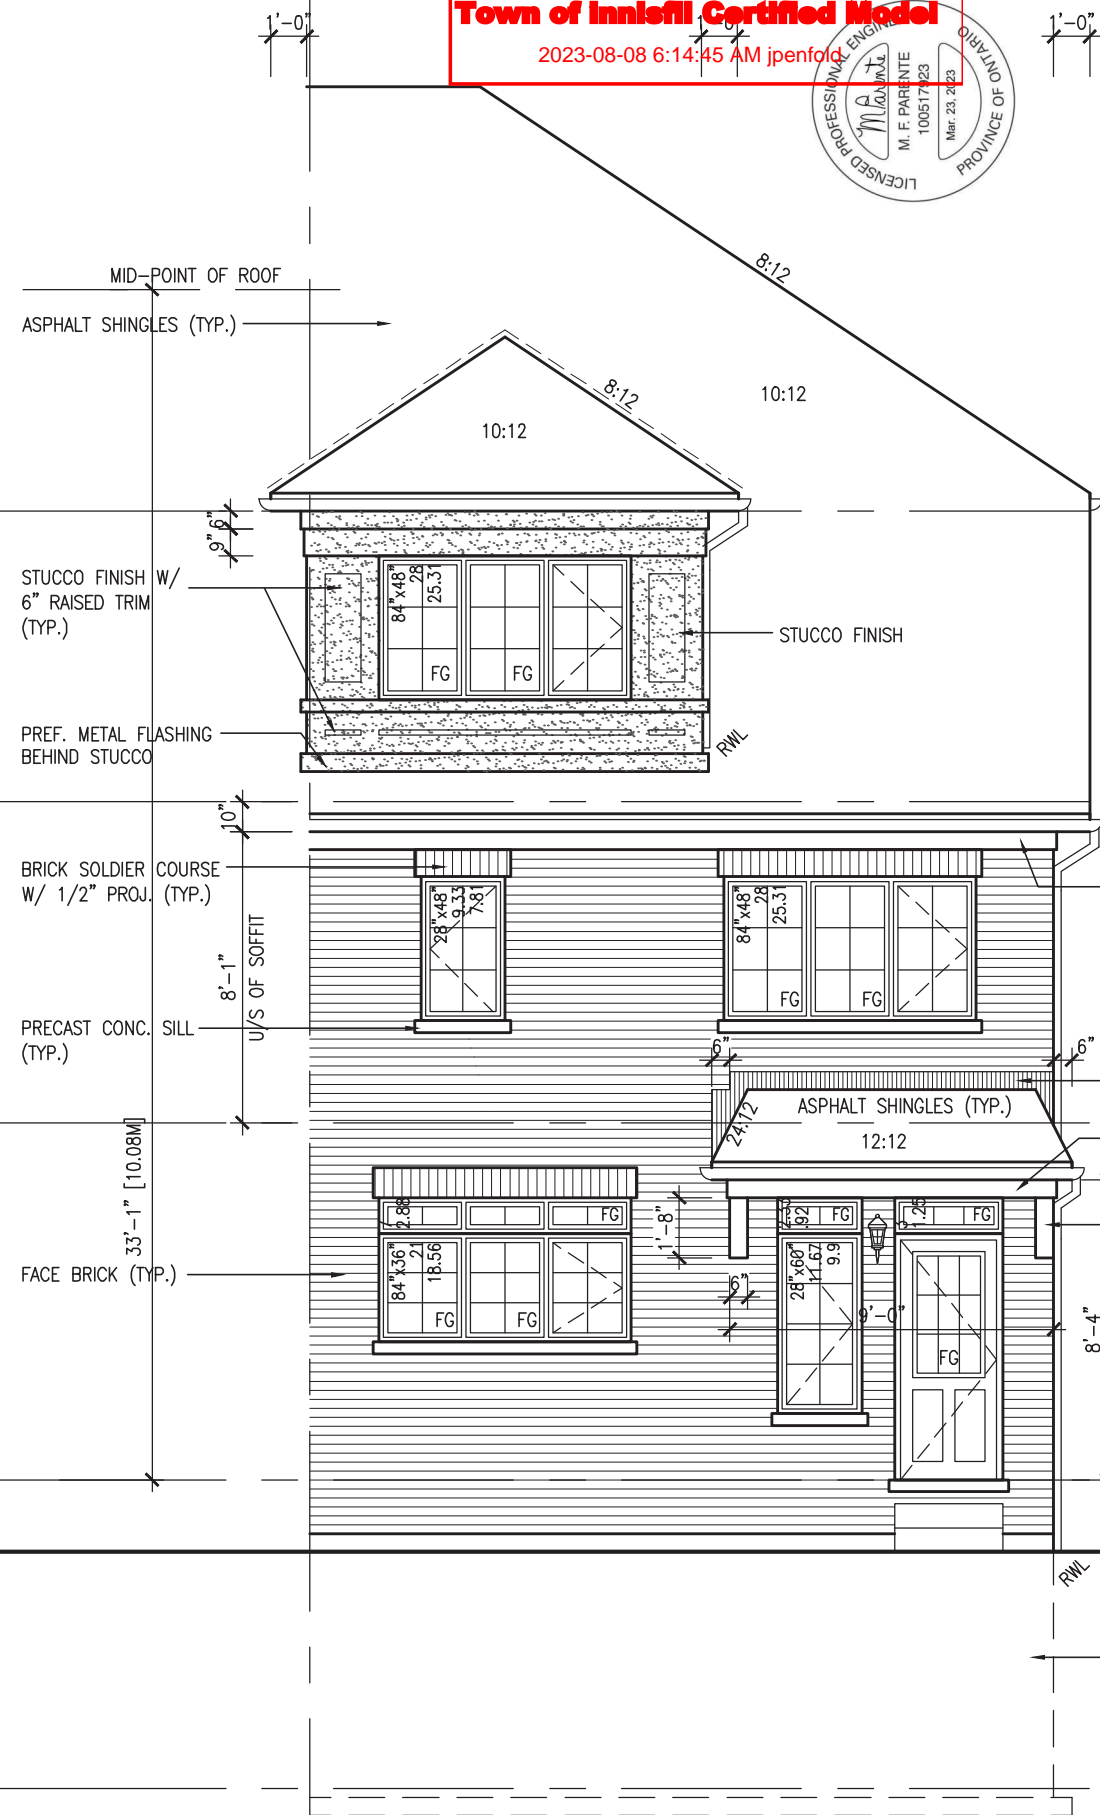 1'-0"
1'-0"
1'-0"
Town of Innisfil Certified Model
2023-08-08 6:14:45 AM jpenfold
LICENSED PROFESSIONAL ENGINEER
M. F. PARENTE
100517923
Mar. 23, 2023
PROVINCE OF ONTARIO
MID-POINT OF ROOF
ASPHALT SHINGLES (TYP.)
8:12
8:12
10:12
10:12
6"
9"
STUCCO FINISH W/
6" RAISED TRIM
(TYP.)
84"x48"
28
25.31
FG
FG
STUCCO FINISH
PREF. METAL FLASHING
BEHIND STUCCO
RWL
10"
BRICK SOLDIER COURSE
W/ 1/2" PROJ. (TYP.)
28"x48"
9.33
7.81
84"x48"
28
25.31
FG
FG
8'-1"
U/S OF SOFFIT
PRECAST CONC. SILL
(TYP.)
6"
6"
ASPHALT SHINGLES (TYP.)
24:12
12:12
33'-1" [10.08M]
2.88
FG
84"x36"
21
18.56
FG
FG
1'-8"
2.33
.92
FG
3
1.25
FG
28"x60"
11.67
9.9
6"
9'-0"
FG
8'-4"
FACE BRICK (TYP.)
RWL